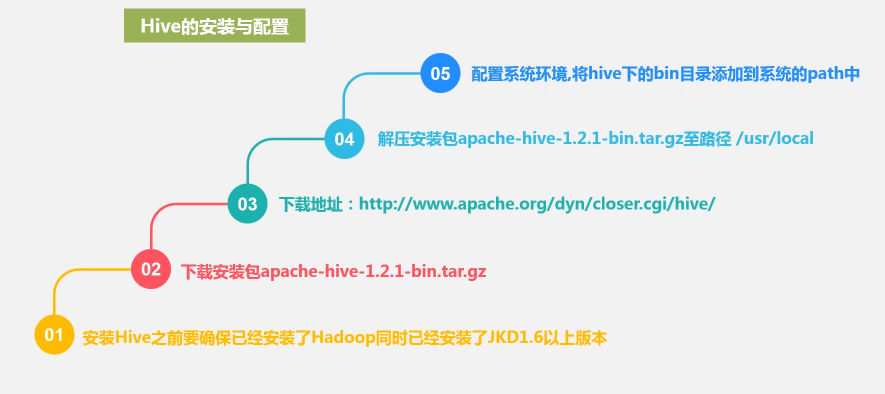 Hive的安装与配置
05 配置系统环境,将hive下的bin目录添加到系统的path中
04 解压安装包apache-hive-1.2.1-bin.tar.gz至路径 /usr/local
03 下载地址：http://www.apache.org/dyn/closer.cgi/hive/
02 下载安装包apache-hive-1.2.1-bin.tar.gz
01 安装Hive之前要确保已经安装了Hadoop同时已经安装了JKD1.6以上版本